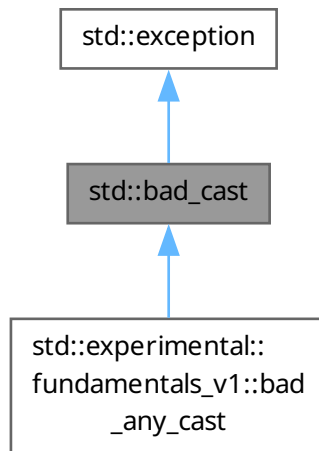 std::exception
std::bad_cast
std::experimental::
fundamentals_v1::bad
_any_cast